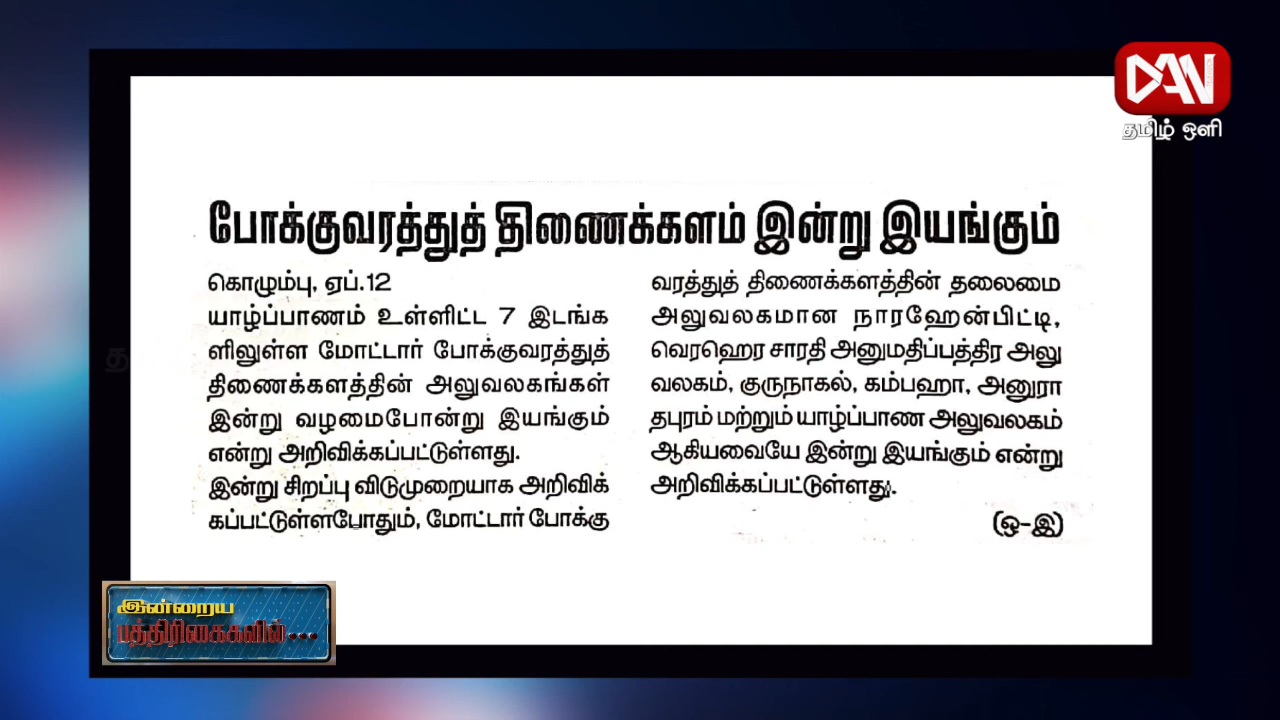 DAN
தமிழ் ஒளி
போக்குவரத்துத் திணைக்களம் இன்று இயங்கும்
கொழும்பு, ஏப்.12
யாழ்ப்பாணம் உள்ளிட்ட 7 இடங்க
ளிலுள்ள மோட்டார் போக்குவரத்துத்
திணைக்களத்தின் அலுவலகங்கள்
இன்று வழமைபோன்று இயங்கும்
என்று அறிவிக்கப்பட்டுள்ளது.
இன்று சிறப்பு விடுமுறையாக அறிவிக்
கப்பட்டுள்ளபோதும், மோட்டார் போக்கு
வரத்துத் திணைக்களத்தின் தலைமை
அலுவலகமான நாரஹேன்பிட்டி,
வெரஹெர சாரதி அனுமதிப்பத்திர அலு
வலகம், குருநாகல், கம்பஹா, அனுரா
தபுரம் மற்றும் யாழ்ப்பாண அலுவலகம்
ஆகியவையே இன்று இயங்கும் என்று
அறிவிக்கப்பட்டுள்ளது.
(ஒ-இ)
இன்றைய
பத்திரிகைகளில்...